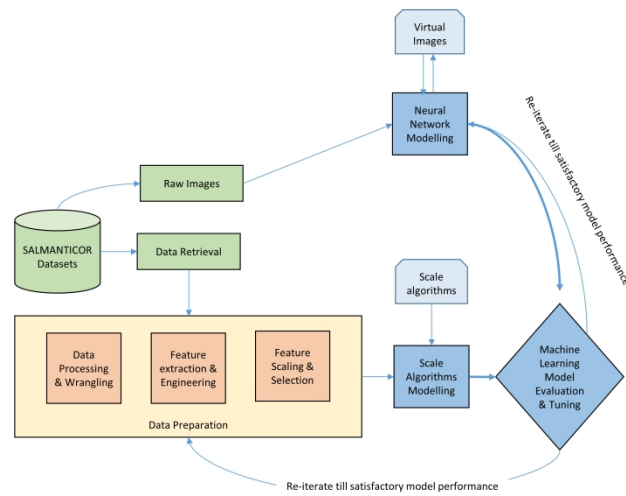 Virtual
Images
Neural
Network
Modelling
Re-iterate till satisfactory model performance
Raw Images
SALMANTICOR
Datasets
Data Retrieval
Scale
algorithms
Data
Processing
& Wrangling
Feature
extraction &
Engineering
Feature
Scaling &
Selection
Data Preparation
Scale
Algorithms
Modelling
Machine
Learning
Model
Evaluation
& Tuning
Re-iterate till satisfactory model performance